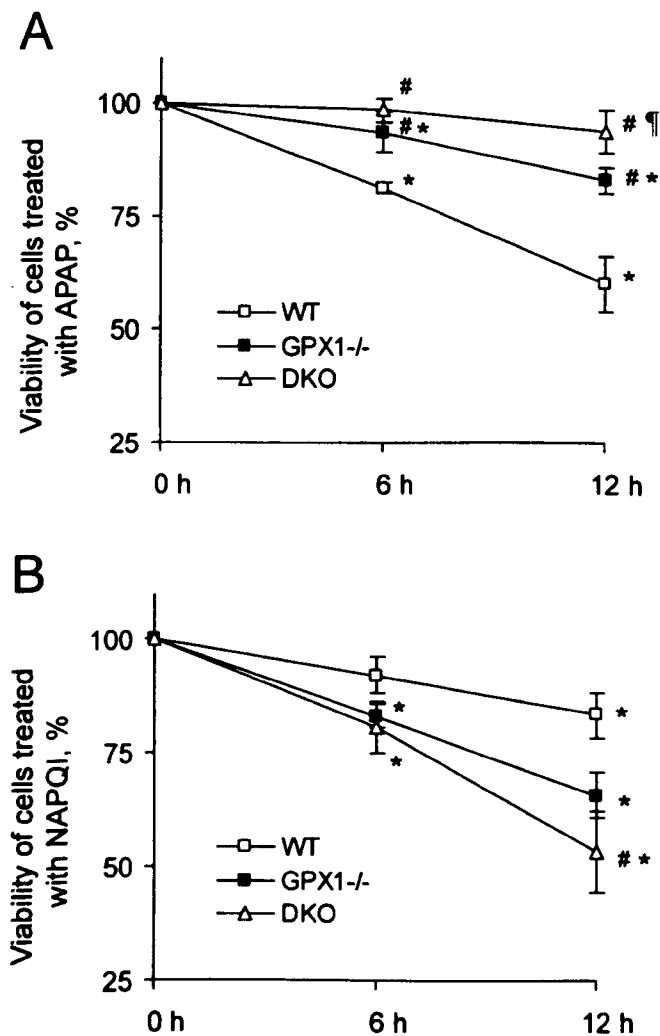 A
Viability of cells treated
with APAP, %
100
75
50
25
#
# *
*
# ¶
# *
*
WT
GPX1-/-
DKO
0 h
6 h
12 h
B
Viability of cells treated
with NAPQI, %
100
75
50
25
*
*
*
*
# *
WT
GPX1-/-
DKO
0 h
6 h
12 h